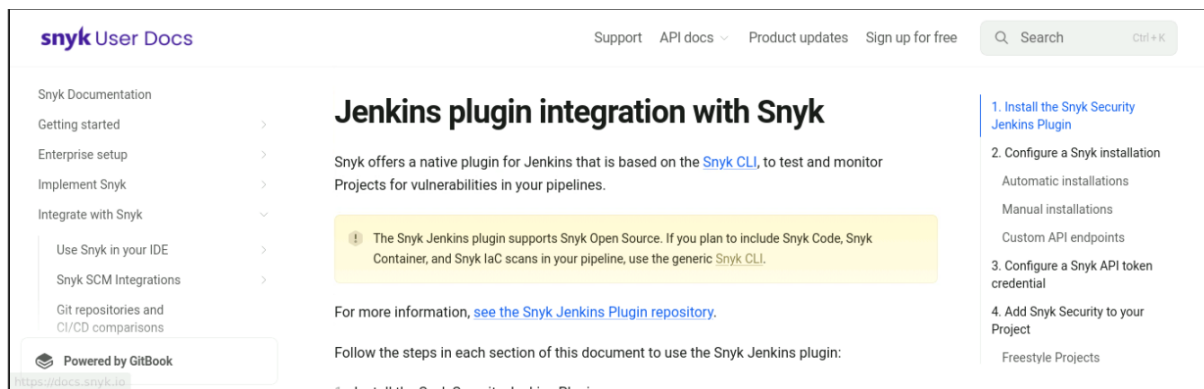 snyk User Docs
Support API docs Product updates Sign up for free Search Ctrl+K
Snyk Documentation
Getting started
Enterprise setup
Implement Snyk
Integrate with Snyk
Use Snyk in your IDE
Snyk SCM Integrations
Git repositories and
CI/CD comparisons
Powered by GitBook
https://docs.snyk.io
Jenkins plugin integration with Snyk
Snyk offers a native plugin for Jenkins that is based on the Snyk CLI, to test and monitor
Projects for vulnerabilities in your pipelines.
The Snyk Jenkins plugin supports Snyk Open Source. If you plan to include Snyk Code, Snyk
Container, and Snyk IaC scans in your pipeline, use the generic Snyk CLI.
For more information, see the Snyk Jenkins Plugin repository.
Follow the steps in each section of this document to use the Snyk Jenkins plugin:
1. Install the Snyk Security
Jenkins Plugin
2. Configure a Snyk installation
Automatic installations
Manual installations
Custom API endpoints
3. Configure a Snyk API token
credential
4. Add Snyk Security to your
Project
Freestyle Projects